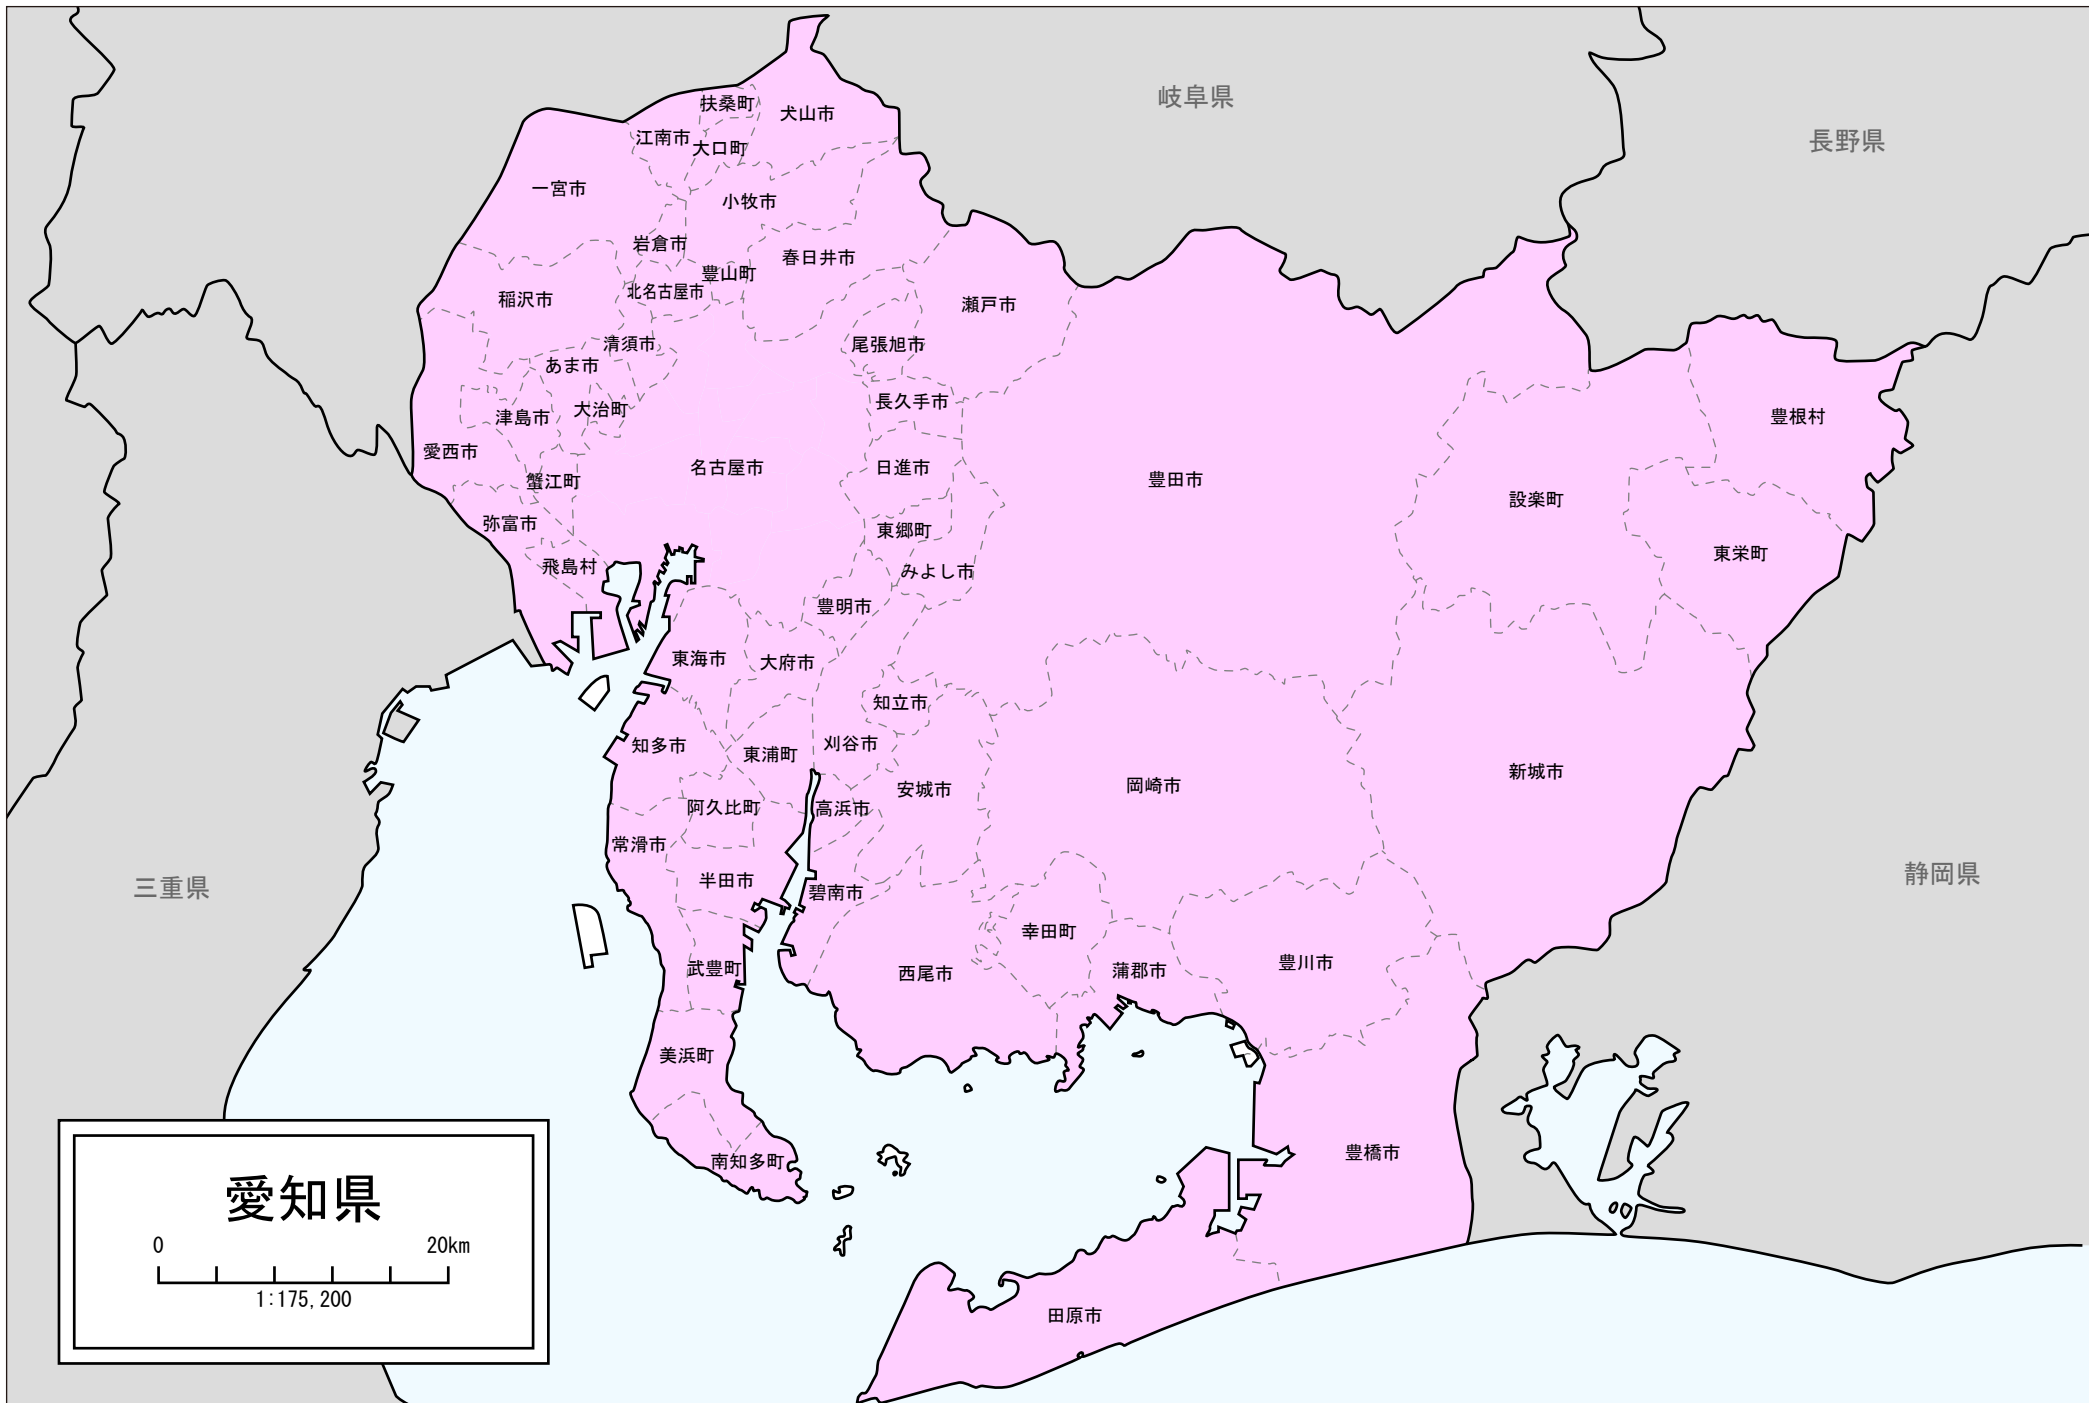 岐阜県
長野県
扶桑町
犬山市
江南市
大口町
一宮市
小牧市
岩倉市
春日井市
豊山町
北名古屋市
稲沢市
瀬戸市
清須市
尾張旭市
あま市
長久手市
大治町
津島市
豊根村
愛西市
名古屋市
日進市
豊田市
蟹江町
設楽町
弥富市
東郷町
東栄町
飛島村
みよし市
豊明市
東海市
大府市
知立市
知多市
刈谷市
東浦町
新城市
岡崎市
安城市
阿久比町
高浜市
常滑市
静岡県
半田市
三重県
碧南市
幸田町
豊川市
武豊町
蒲郡市
西尾市
美浜町
豊橋市
南知多町
愛知県
0 20km
1:175,200
田原市